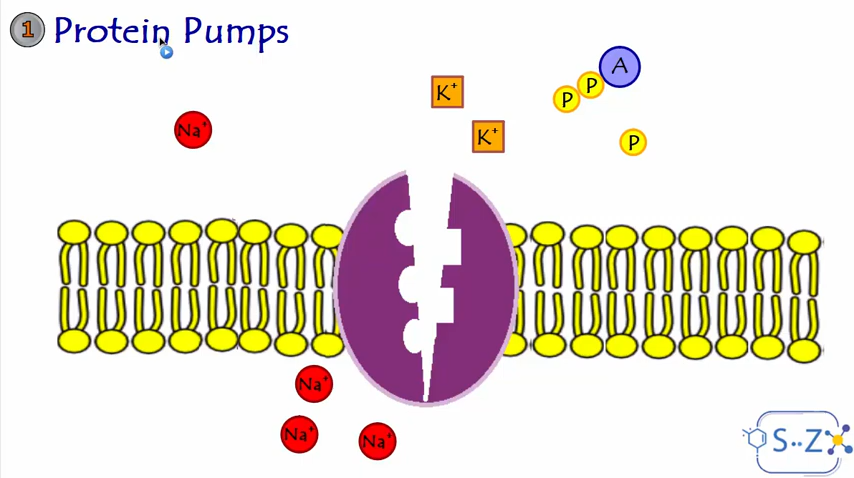 1 Protein Pumps
A
P
P
K⁺
Na⁺
K⁺
P
Na⁺
Na⁺
Na⁺
S··Z